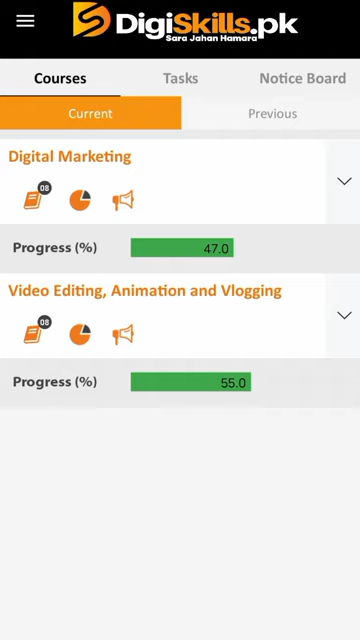 DigiSkills.pk
Sara Jahan Hamara
Courses Tasks Notice Board
Current Previous
Digital Marketing
08
Progress (%) 47.0
Video Editing, Animation and Vlogging
08
Progress (%) 55.0